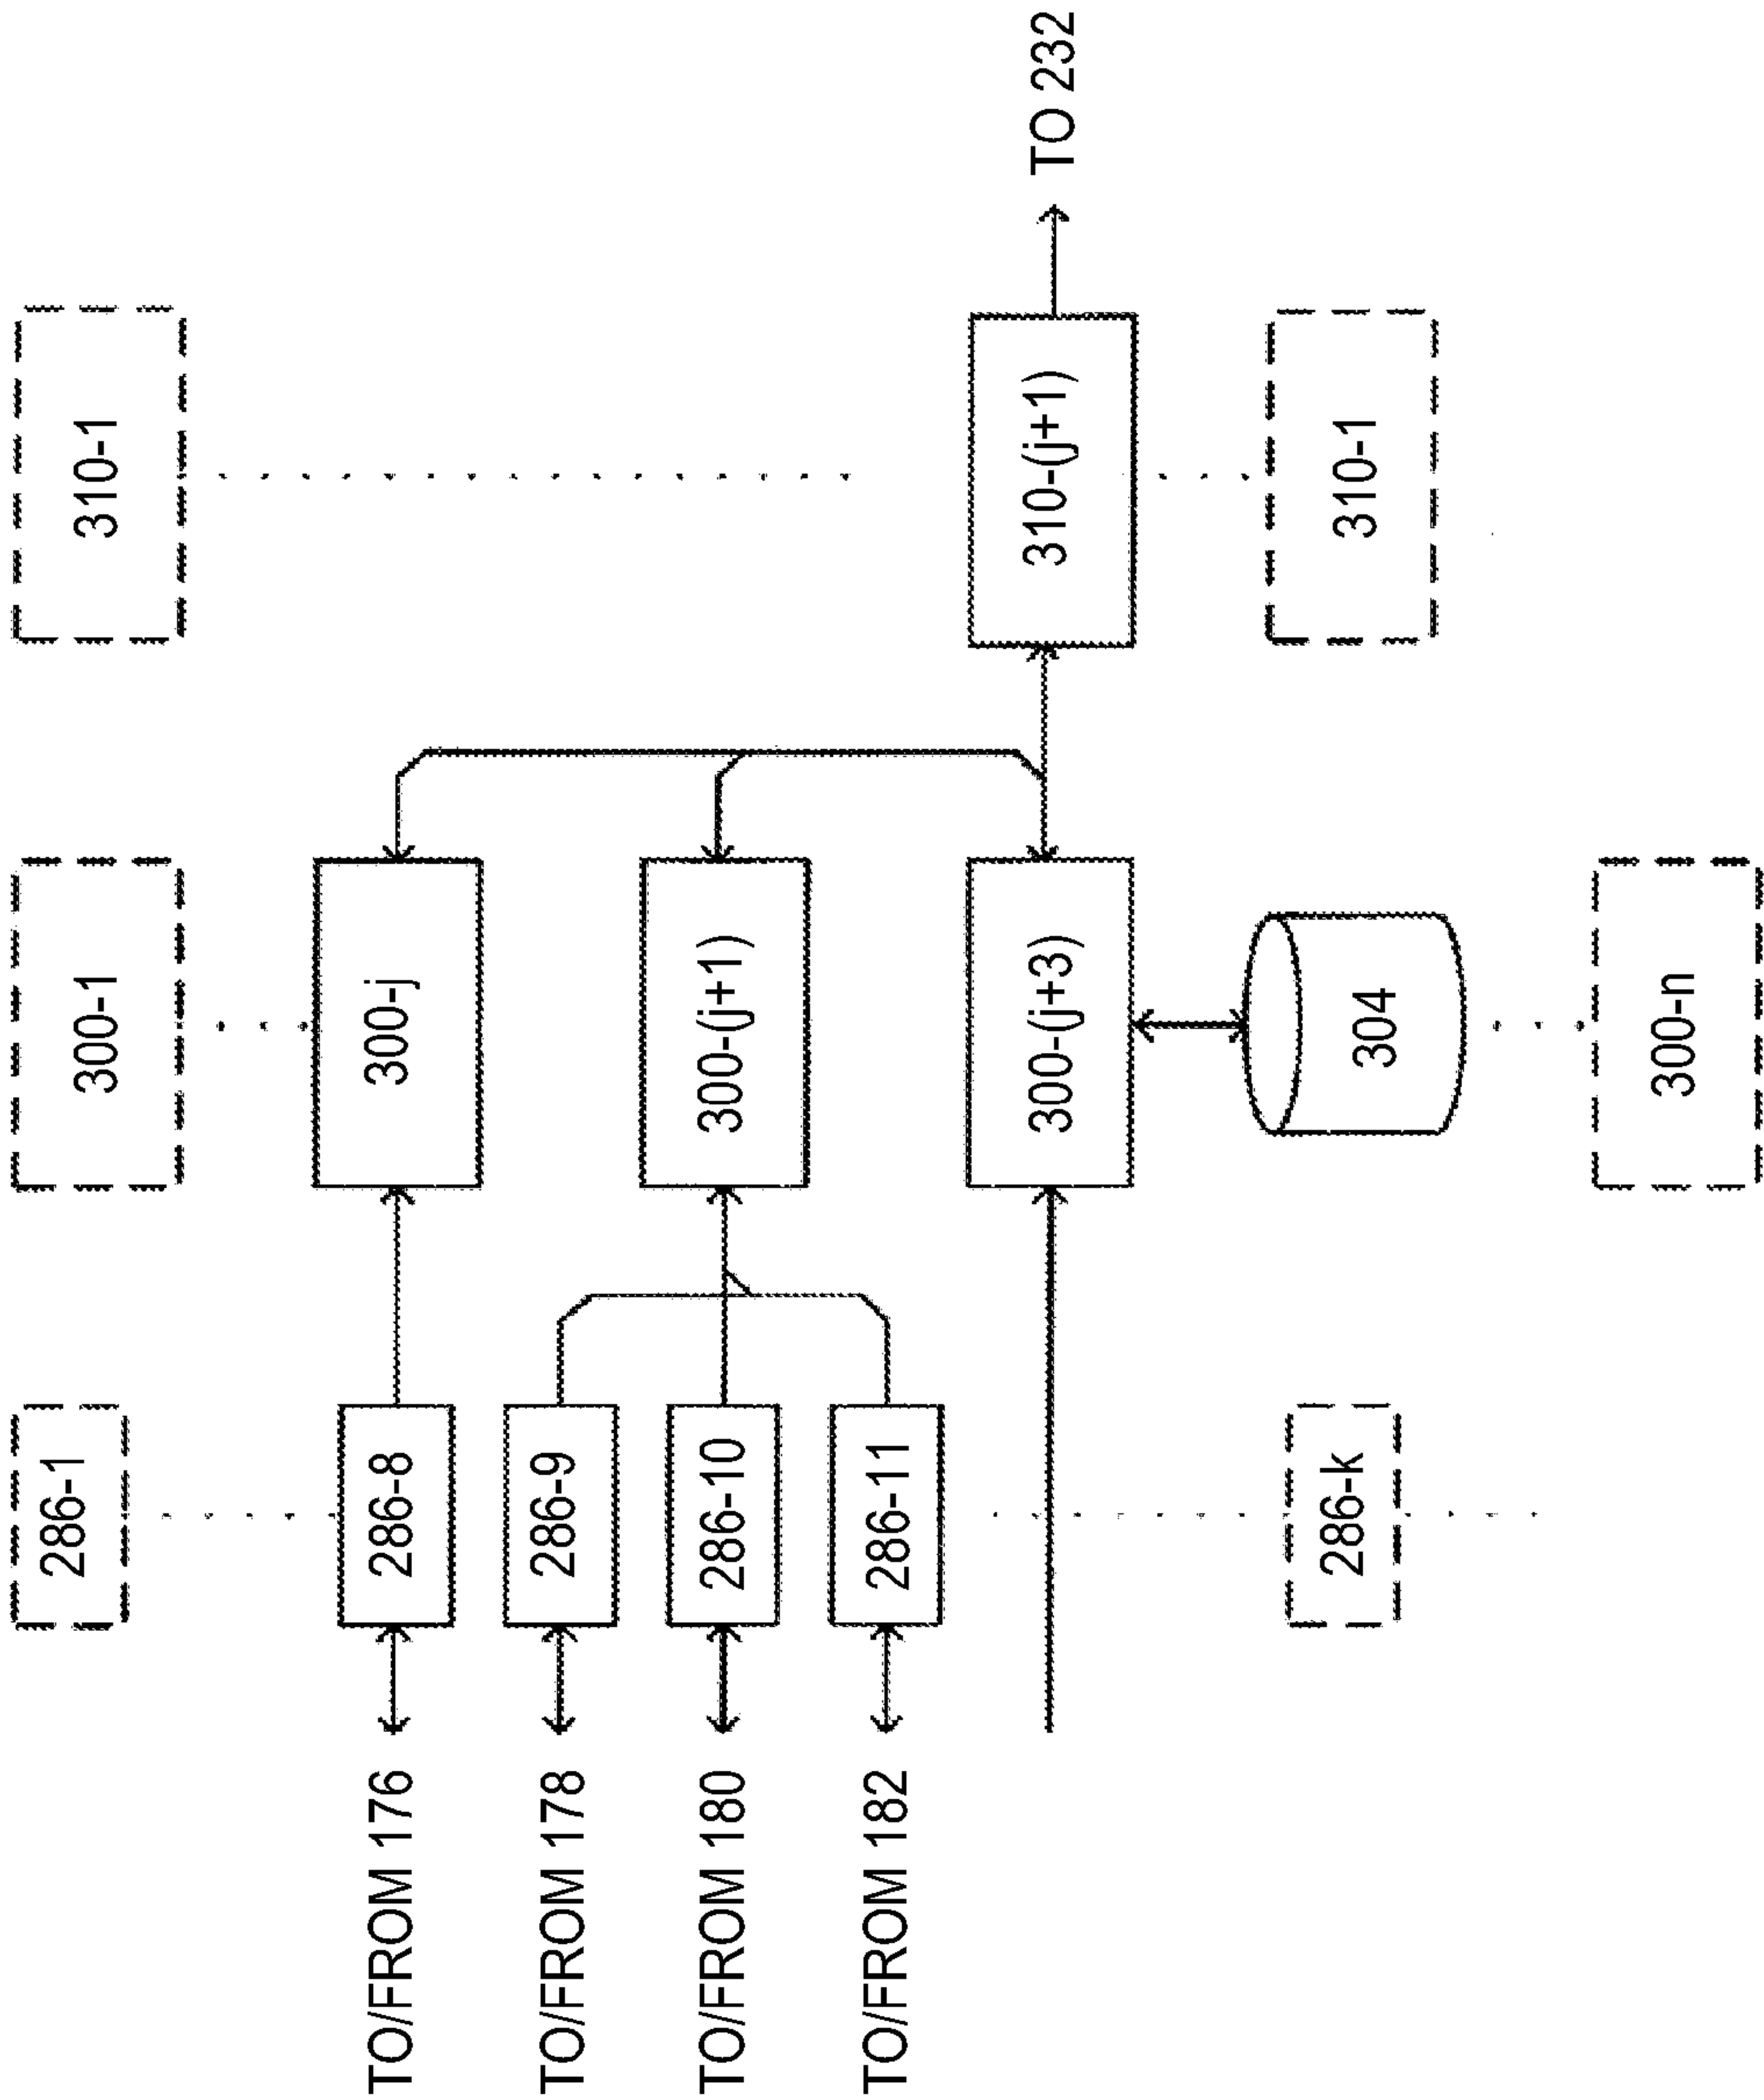 310-1
300-1
286-1
300-j
286-8
TO/FROM 176
286-9
TO/FROM 178
300-(j+1)
286-10
TO/FROM 180
286-11
TO/FROM 182
TO 232
310-(j+1)
300-(j+3)
310-1
304
286-k
300-n